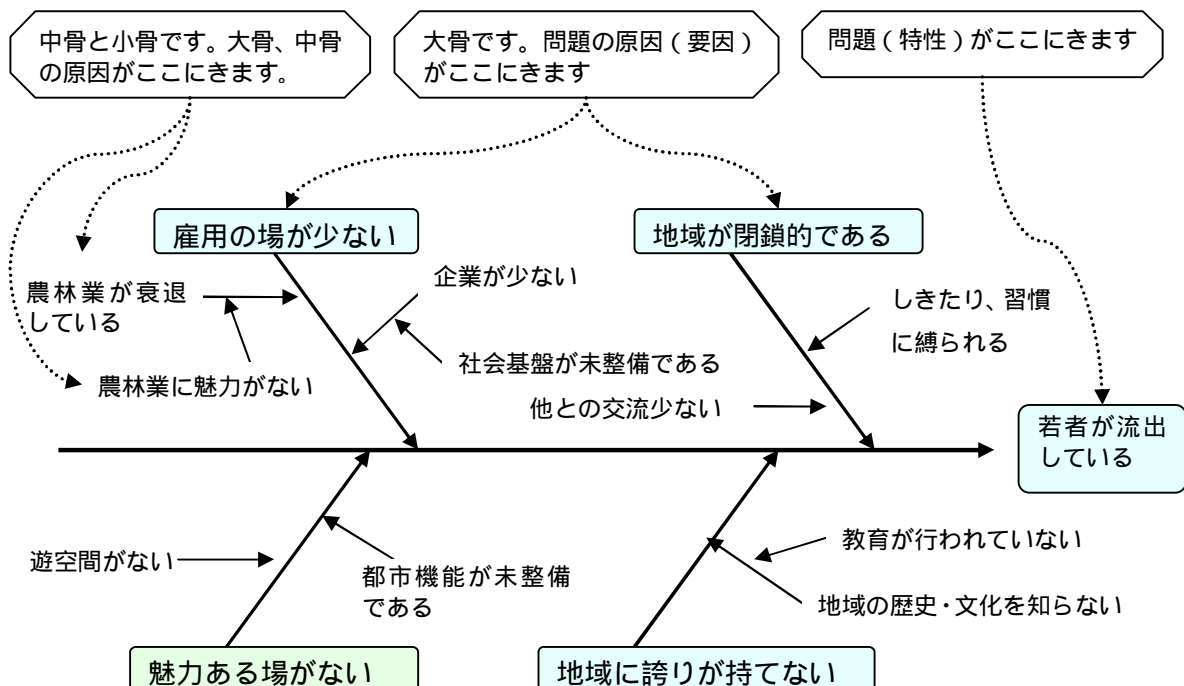 中骨と小骨です。大骨、中骨
の原因がここにきます。
大骨です。問題の原因(要因)
がここにきます
問題(特性)がここにきます
雇用の場が少ない
地域が閉鎖的である
企業が少ない
農林業が衰退
している
しきたり、習慣
に縛られる
社会基盤が未整備である
農林業に魅力がない
他との交流少ない
若者が流出
している
遊空間がない
都市機能が未整備
である
教育が行われていない
地域の歴史・文化を知らない
魅力ある場がない
地域に誇りが持てない